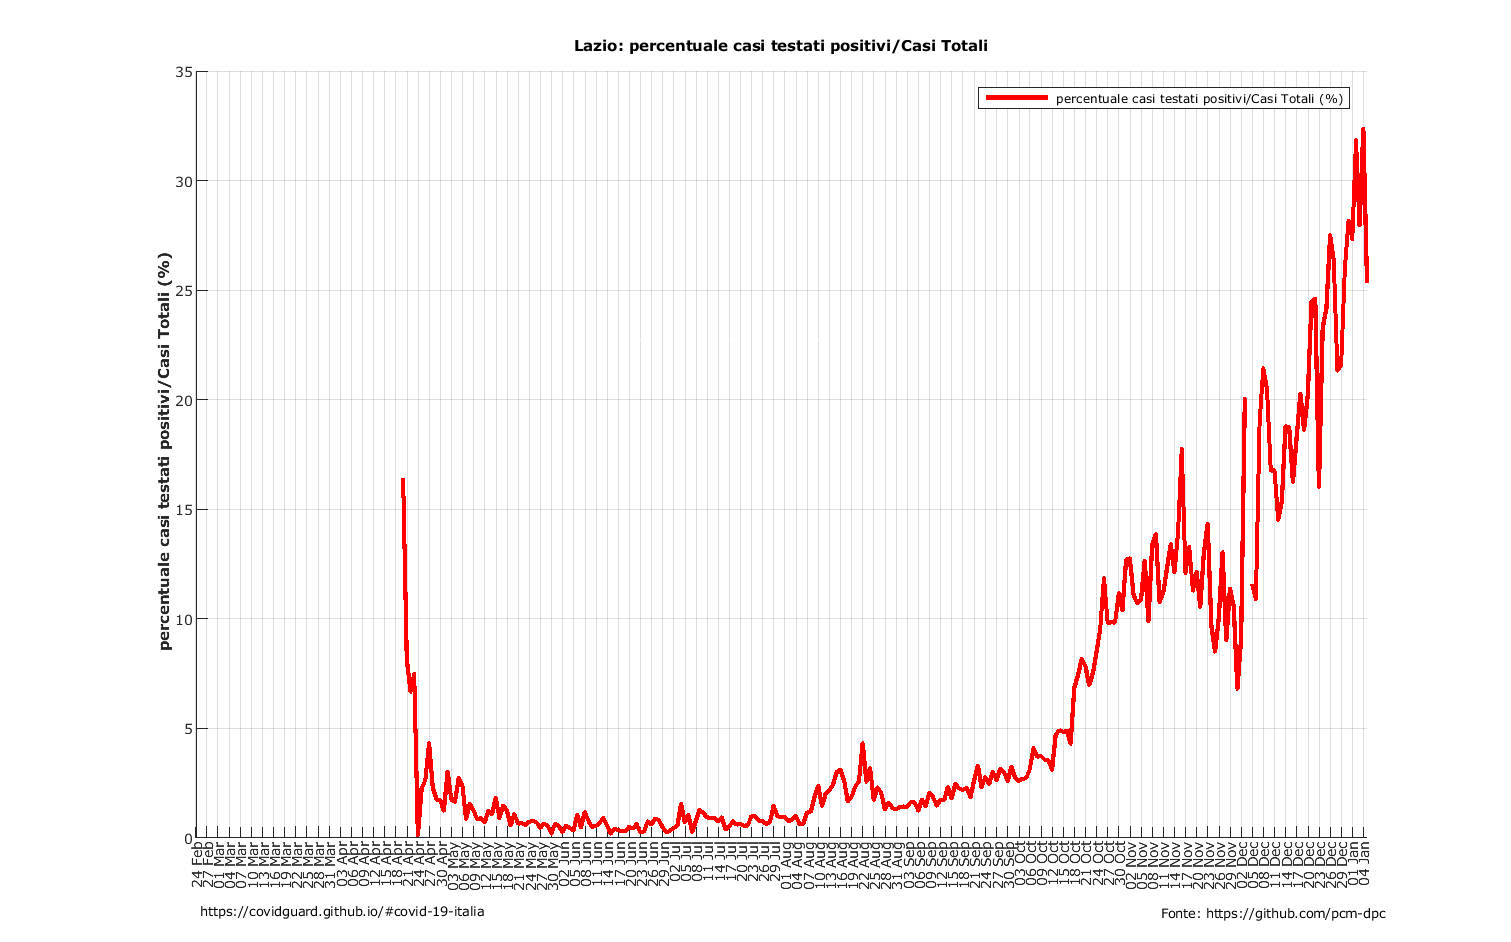 Lazio: percentuale casi testati positivi/Casi Totali
percentuale casi testati positivi/Casi Totali (%)
percentuale casi testati positivi/Casi Totali (%)
35
30
25
20
15
10
5
0
24 Feb
27 Feb
01 Mar
04 Mar
07 Mar
10 Mar
13 Mar
16 Mar
19 Mar
22 Mar
25 Mar
28 Mar
31 Mar
03 Apr
06 Apr
09 Apr
12 Apr
15 Apr
18 Apr
21 Apr
24 Apr
27 Apr
30 Apr
03 May
06 May
09 May
12 May
15 May
18 May
21 May
24 May
27 May
30 May
02 Jun
05 Jun
08 Jun
11 Jun
14 Jun
17 Jun
20 Jun
23 Jun
26 Jun
29 Jun
02 Jul
05 Jul
08 Jul
11 Jul
14 Jul
17 Jul
20 Jul
23 Jul
26 Jul
29 Jul
01 Aug
04 Aug
07 Aug
10 Aug
13 Aug
16 Aug
19 Aug
22 Aug
25 Aug
28 Aug
31 Aug
03 Sep
06 Sep
09 Sep
12 Sep
15 Sep
18 Sep
21 Sep
24 Sep
27 Sep
30 Sep
03 Oct
06 Oct
09 Oct
12 Oct
15 Oct
18 Oct
21 Oct
24 Oct
27 Oct
30 Oct
02 Nov
05 Nov
08 Nov
11 Nov
14 Nov
17 Nov
20 Nov
23 Nov
26 Nov
29 Nov
02 Dec
05 Dec
08 Dec
11 Dec
14 Dec
17 Dec
20 Dec
23 Dec
26 Dec
29 Dec
01 Jan
04 Jan
https://covidguard.github.io/#covid-19-italia
Fonte: https://github.com/pcm-dpc